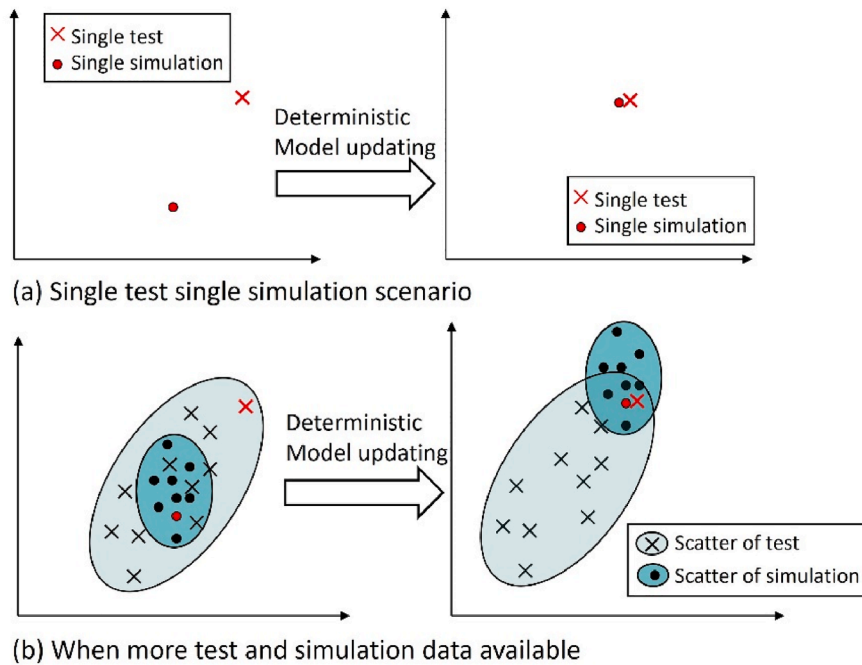 Single test
Single simulation
Deterministic
Model updating
Single test
Single simulation
(a) Single test single simulation scenario
Deterministic
Model updating
Scatter of test
Scatter of simulation
(b) When more test and simulation data available